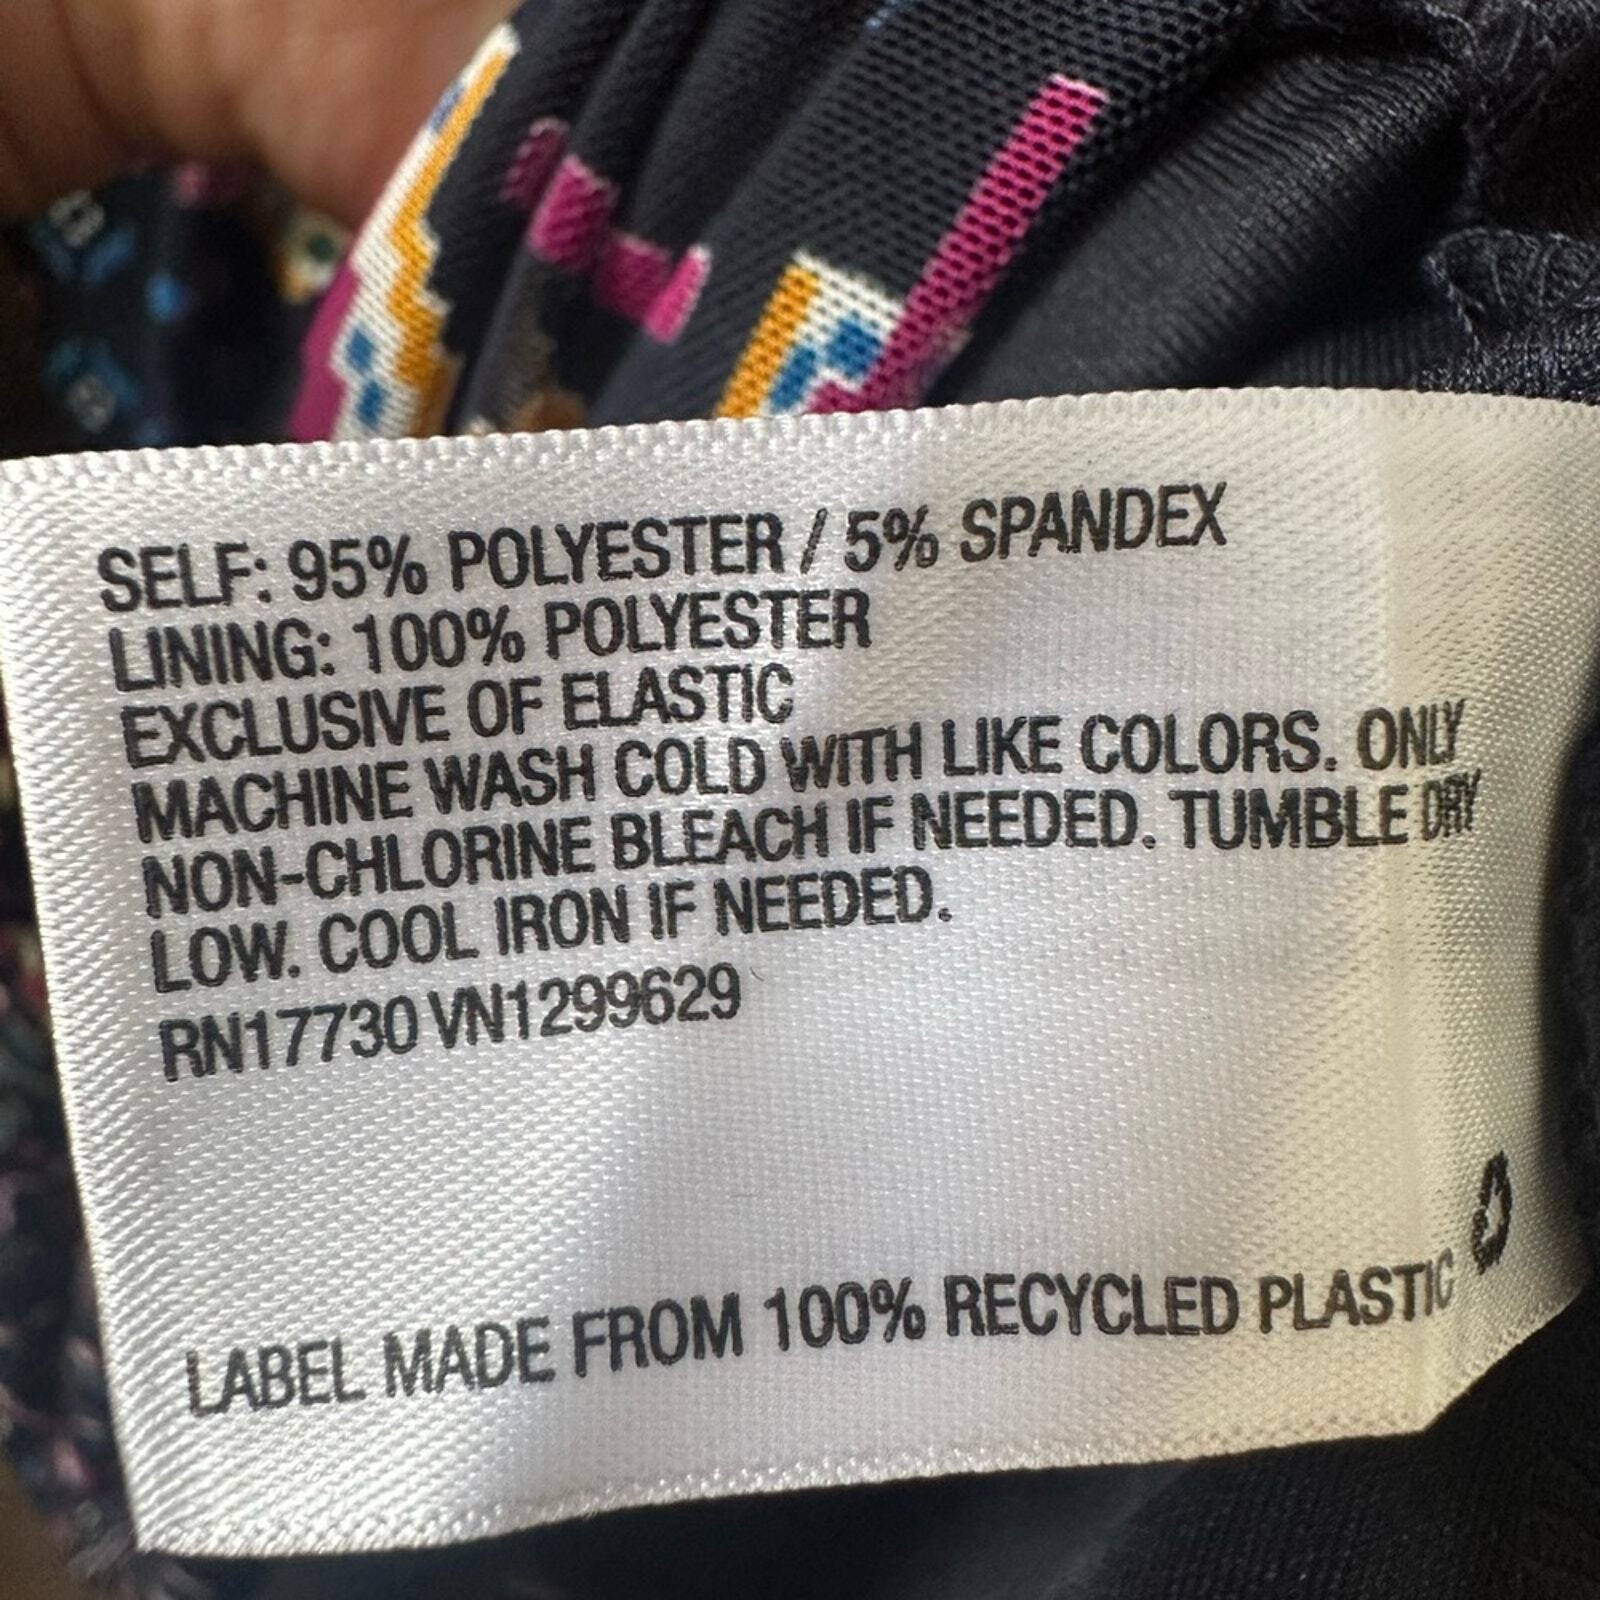 SELF: 95% POLYESTER / 5% SPANDEX
LINING: 100% POLYESTER
EXCLUSIVE OF ELASTIC
MACHINE WASH COLD WITH LIKE COLORS. ONLY
NON-CHLORINE BLEACH IF NEEDED. TUMBLE DRY
LOW. COOL IRON IF NEEDED.
RN17730 VN1299629
LABEL MADE FROM 100% RECYCLED PLASTIC